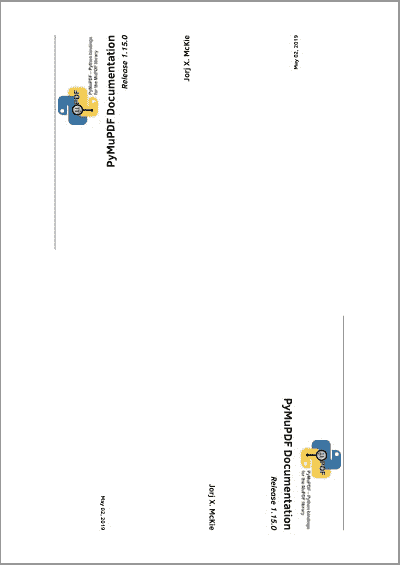 PyMuPDF – Python bindings
for the MuPDF library
PyMuPDF Documentation
Release 1.15.0
Jorj X. McKie
May 02, 2019
PyMuPDF – Python bindings
for the MuPDF library
PyMuPDF Documentation
Release 1.15.0
Jorj X. McKie
May 02, 2019